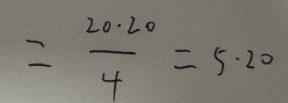 = 20·20/4 = 5·20